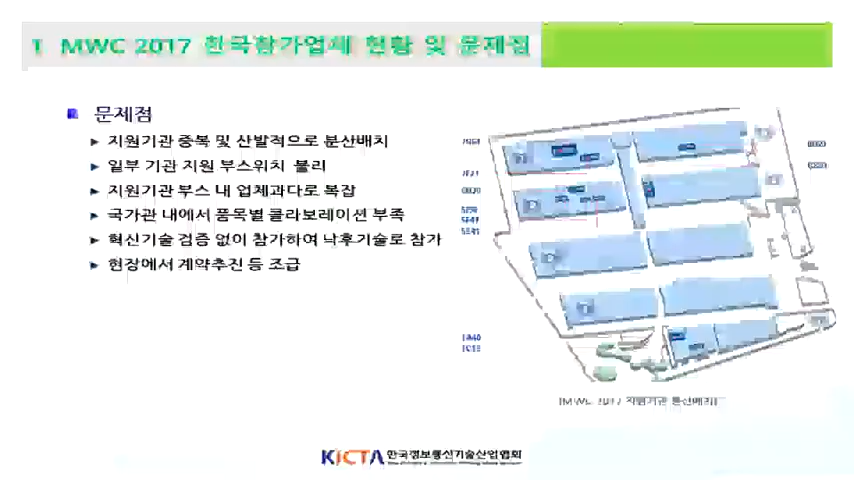 1 MWC 2017 한국참가업체 현황 및 문제점
문제점
지원기관 중복 및 산발적으로 분산배치
일부 기관 지원 부스위치 불리
지원기관 부스 내 업체과다로 복잡
국가관 내에서 품목별 콜라보레이션 부족
혁신기술 검증 없이 참가하여 낙후기술로 참가
현장에서 계약추진 등 조급
[MWC 2017 지원기관 분산배치]
KICTA 한국정보통신기술산업협회